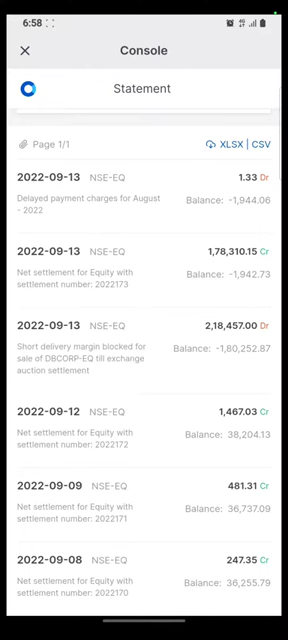 6:58
Console
Statement
Page 1/1 XLSX | CSV
2022-09-13 NSE-EQ 1.33 Dr
Delayed payment charges for August Balance: -1,944.06
- 2022
2022-09-13 NSE-EQ 1,78,310.15 Cr
Net settlement for Equity with Balance: -1,942.73
settlement number: 2022173
2022-09-13 NSE-EQ 2,18,457.00 Dr
Short delivery margin blocked for Balance: -1,80,252.87
sale of DBCORP-EQ till exchange
auction settlement
2022-09-12 NSE-EQ 1,467.03 Cr
Net settlement for Equity with Balance: 38,204.13
settlement number: 2022172
2022-09-09 NSE-EQ 481.31 Cr
Net settlement for Equity with Balance: 36,737.09
settlement number: 2022171
2022-09-08 NSE-EQ 247.35 Cr
Net settlement for Equity with Balance: 36,255.79
settlement number: 2022170